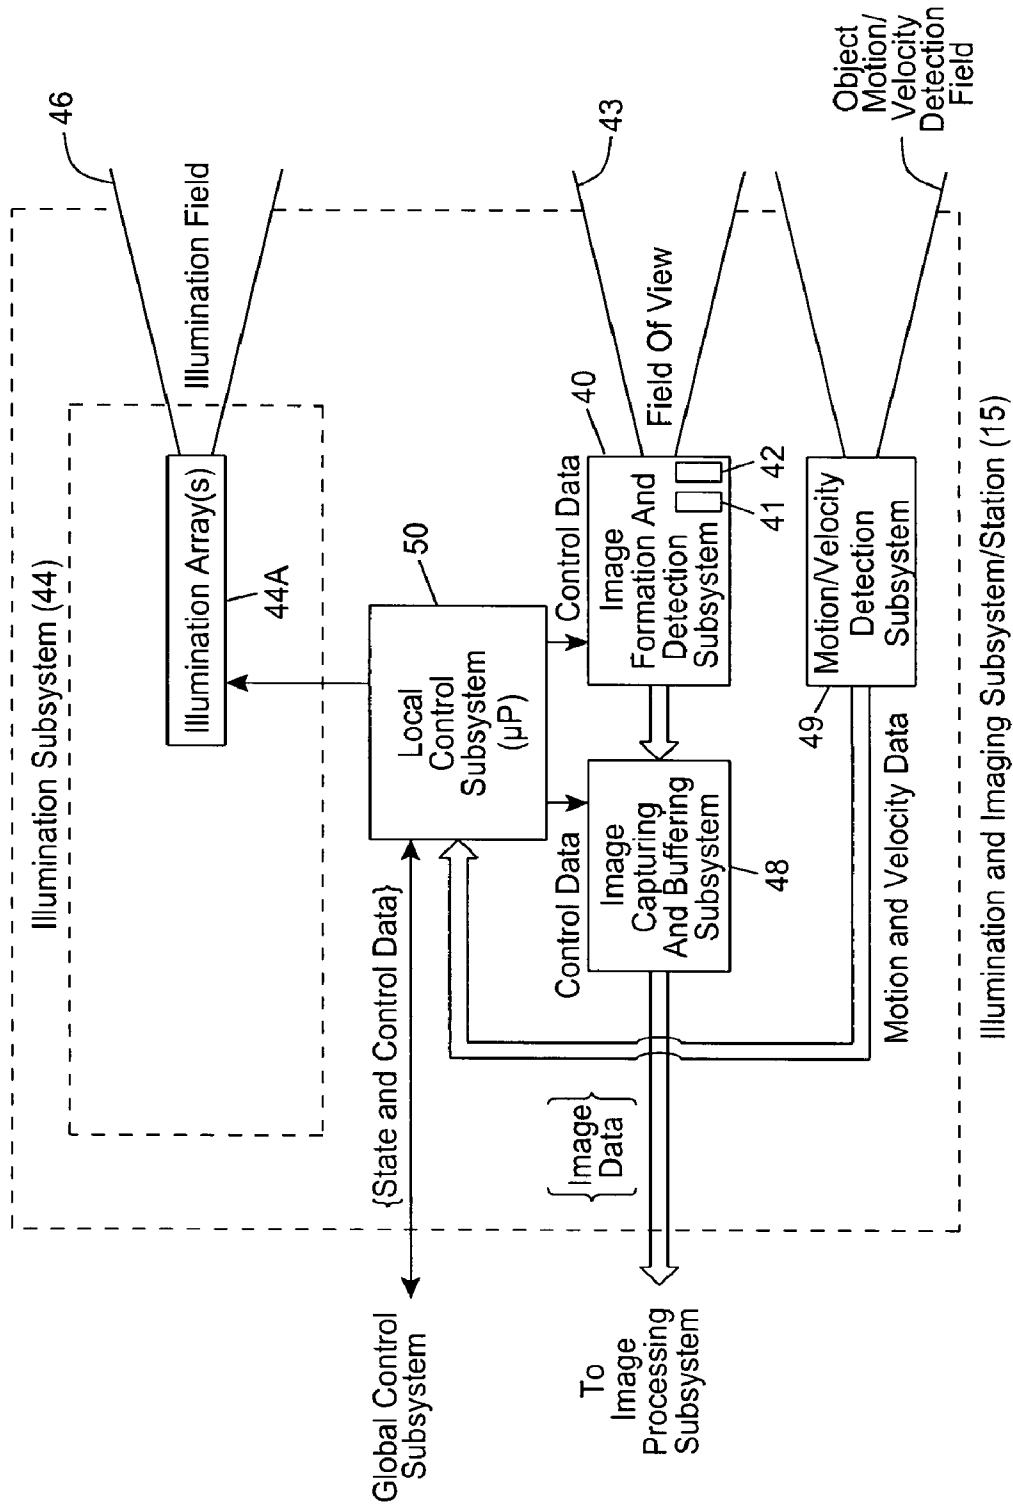 Illumination Subsystem (44)
Illumination Array(s)
44A
Illumination Field
46
Global Control
Subsystem
{State and Control Data}
Local
Control
Subsystem
(µP)
50
Control Data
Control Data
To
Image
Processing
Subsystem
{Image
Data}
Image
Capturing
And Buffering
Subsystem
48
Image
Formation And
Detection
Subsystem
40
41
42
Field Of View
43
Motion/Velocity
Detection
Subsystem
49
Motion and Velocity Data
Object
Motion/
Velocity
Detection
Field
Illumination and Imaging Subsystem/Station (15)